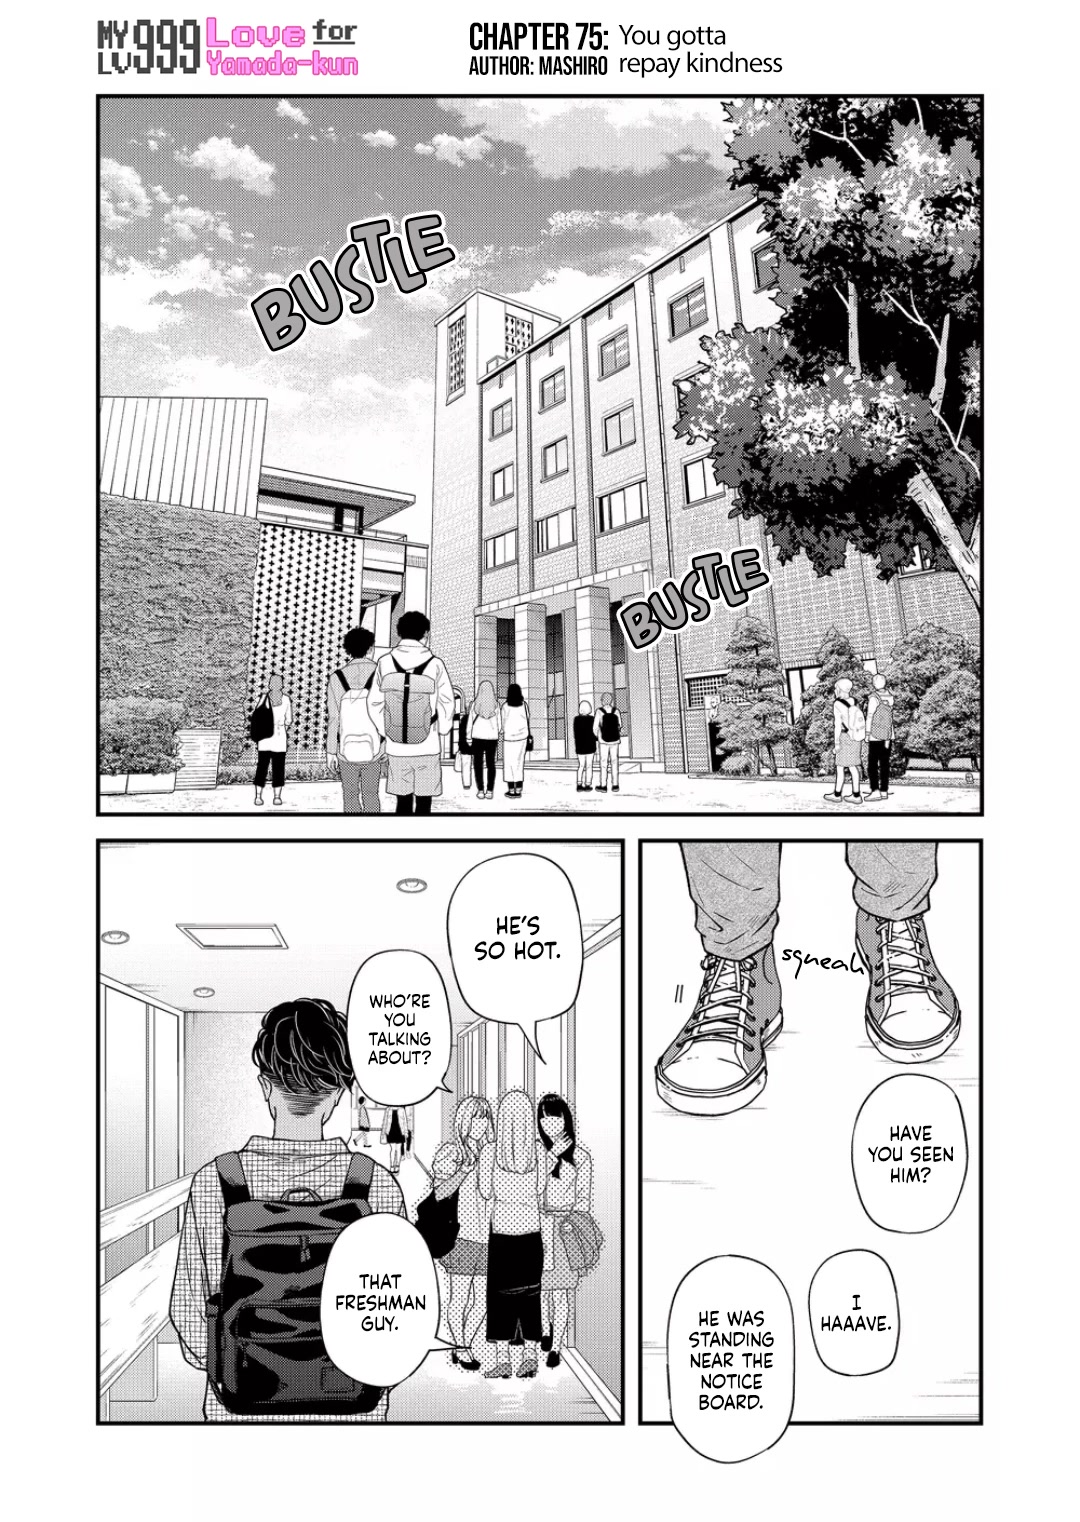 MY LV999 Love for Yamada-kun
CHAPTER 75: You gotta
AUTHOR: MASHIRO repay kindness
BUSTLE
BUSTLE
HE'S
SO HOT.
WHO'RE
YOU
TALKING
ABOUT?
THAT
FRESHMAN
GUY.
squeak
HAVE
YOU SEEN
HIM?
I
HAAAVE.
HE WAS
STANDING
NEAR THE
NOTICE
BOARD.